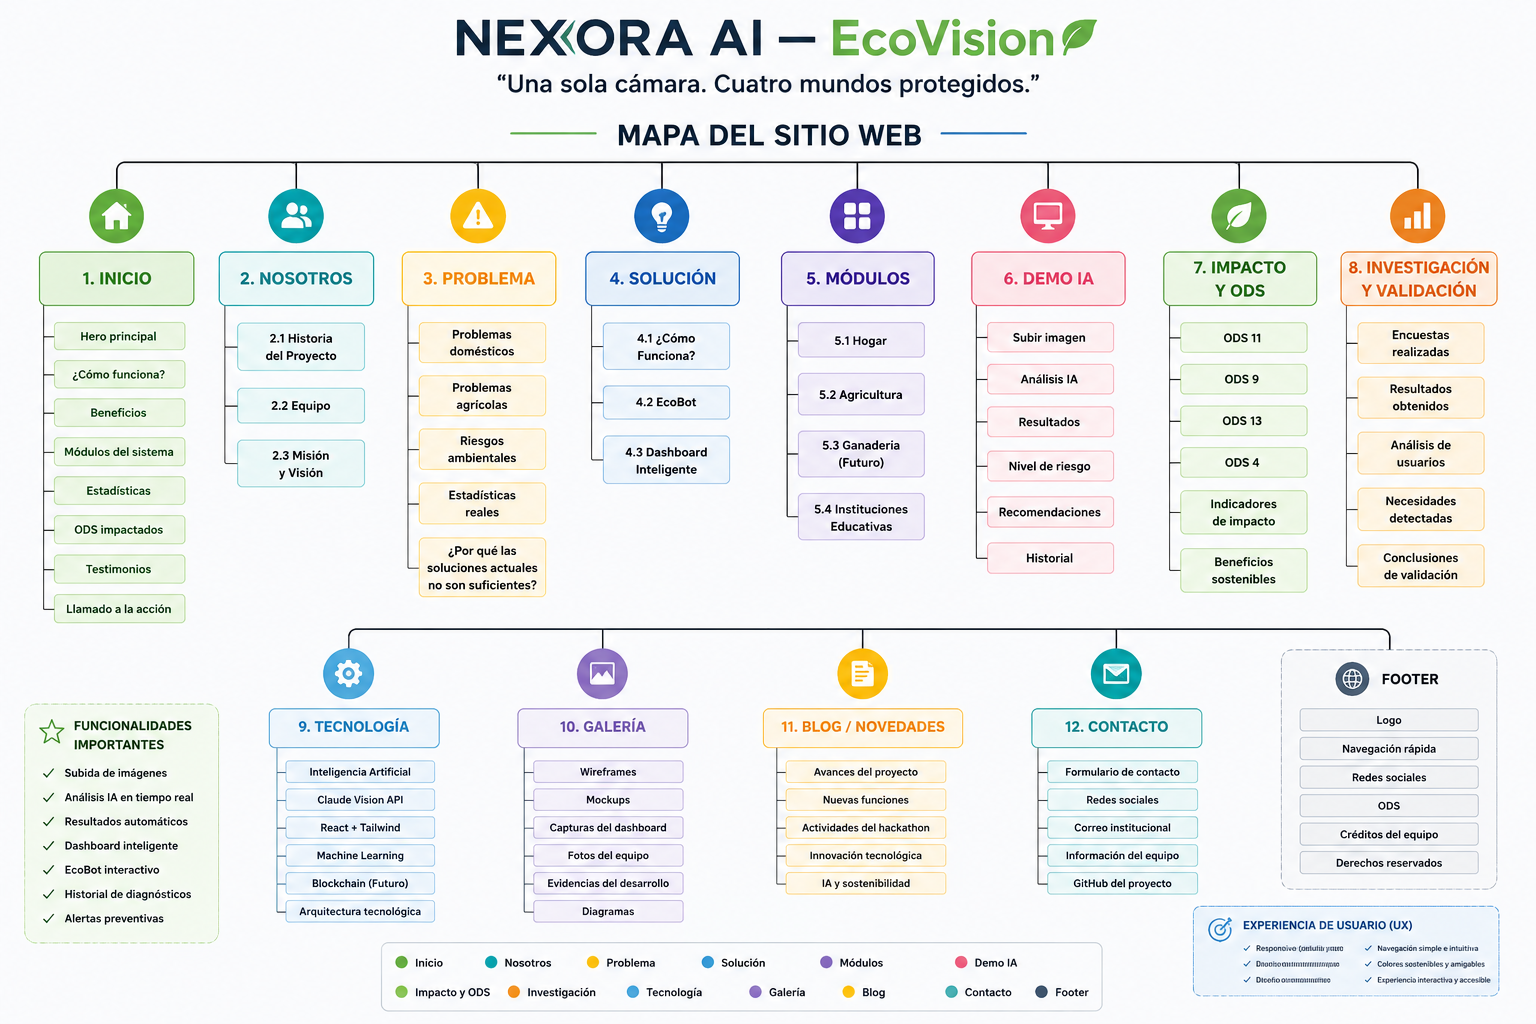 NEXORA AI — EcoVision
“Una sola cámara. Cuatro mundos protegidos.”
MAPA DEL SITIO WEB
1. INICIO
Hero principal
¿Cómo funciona?
Beneficios
Módulos del sistema
Estadísticas
ODS impactados
Testimonios
Llamado a la acción
2. NOSOTROS
2.1 Historia
del Proyecto
2.2 Equipo
2.3 Misión
y Visión
3. PROBLEMA
Problemas
domésticos
Problemas
agrícolas
Riesgos
ambientales
Estadísticas
reales
¿Por qué las
soluciones actuales
no son suficientes?
4. SOLUCIÓN
4.1 ¿Cómo
Funciona?
4.2 EcoBot
4.3 Dashboard
Inteligente
5. MÓDULOS
5.1 Hogar
5.2 Agricultura
5.3 Ganaderia
(Futuro)
5.4 Instituciones
Educativas
6. DEMO IA
Subir imagen
Análisis IA
Resultados
Nivel de riesgo
Recomendaciones
Historial
7. IMPACTO
Y ODS
ODS 11
ODS 9
ODS 13
ODS 4
Indicadores
de impacto
Beneficios
sostenibles
8. INVESTIGACIÓN
Y VALIDACIÓN
Encuestas
realizadas
Resultados
obtenidos
Análisis de
usuarios
Necesidades
detectadas
Conclusiones
de validación
FUNCIONALIDADES
IMPORTANTES
Subida de imágenes
Análisis IA en tiempo real
Resultados automáticos
Dashboard inteligente
EcoBot interactivo
Historial de diagnósticos
Alertas preventivas
9. TECNOLOGÍA
Inteligencia Artificial
Claude Vision API
React + Tailwind
Machine Learning
Blockchain (Futuro)
Arquitectura tecnológica
10. GALERÍA
Wireframes
Mockups
Capturas del dashboard
Fotos del equipo
Evidencias del desarrollo
Diagramas
11. BLOG / NOVEDADES
Avances del proyecto
Nuevas funciones
Actividades del hackathon
Innovación tecnológica
IA y sostenibilidad
12. CONTACTO
Formulario de contacto
Redes sociales
Correo institucional
Información del equipo
GitHub del proyecto
FOOTER
Logo
Navegación rápida
Redes sociales
ODS
Créditos del equipo
Derechos reservados
EXPERIENCIA DE USUARIO (UX)
Responsivo
Diseño
Navegación simple e intuitiva
Colores sostenibles y amigables
Experiencia interactiva y accesible
Inicio
Nosotros
Problema
Solución
Módulos
Demo IA
Impacto y ODS
Investigación
Tecnología
Galería
Blog
Contacto
Footer